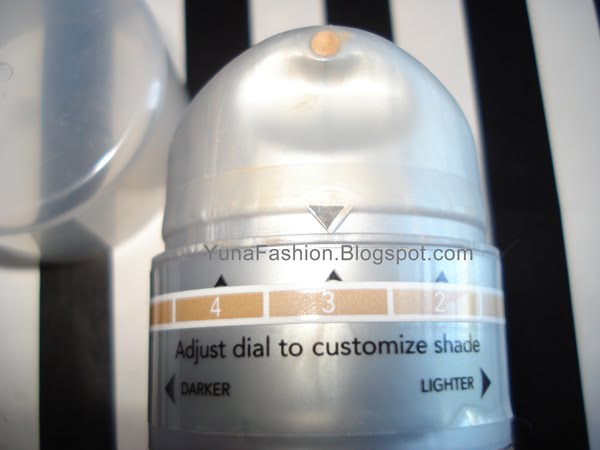 YunaFashion.Blogspot.com
4 3 2
Adjust dial to customize shade
DARKER LIGHTER